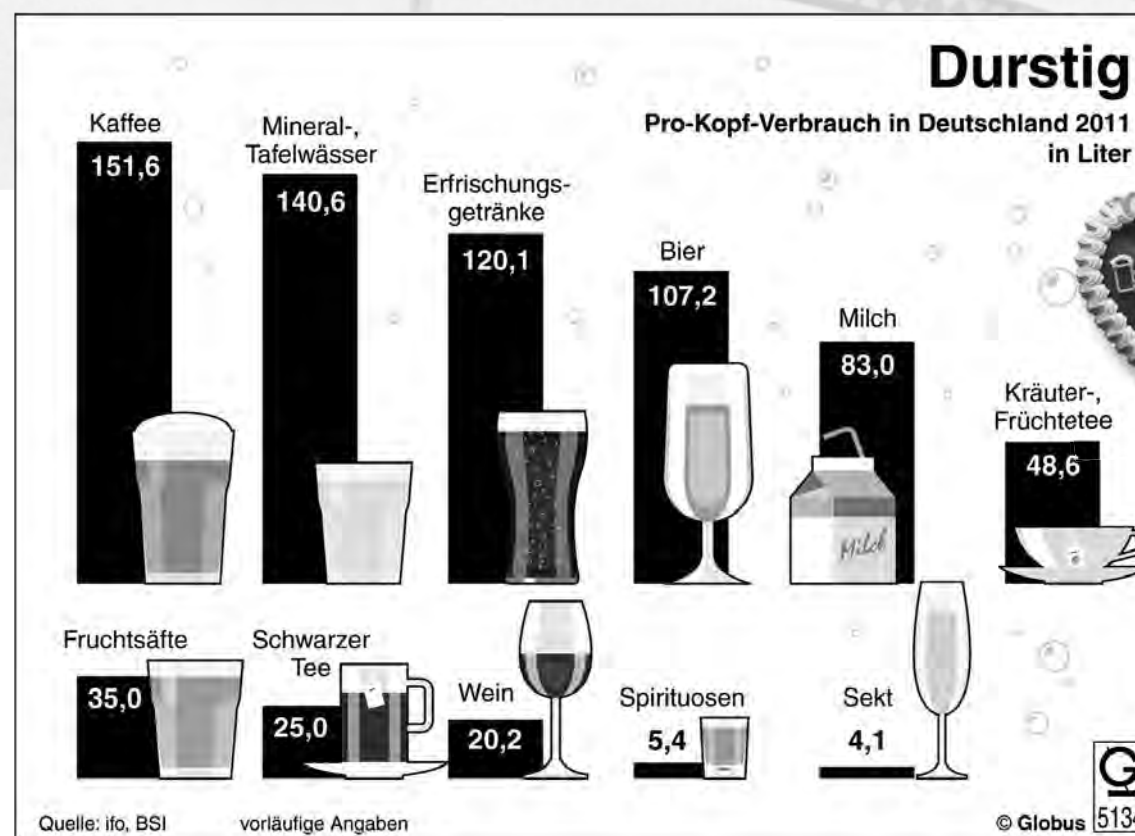 Durstig
Pro-Kopf-Verbrauch in Deutschland 2011
in Liter
Kaffee
151,6
Mineral-,
Tafelwässer
140,6
Erfrischungs-
getränke
120,1
Bier
107,2
Milch
83,0
Milch
Kräuter-,
Früchtetee
48,6
Fruchtsäfte
35,0
Schwarzer
Tee
25,0
Wein
20,2
Spirituosen
5,4
Sekt
4,1
Quelle: ifo, BSI vorläufige Angaben
© Globus